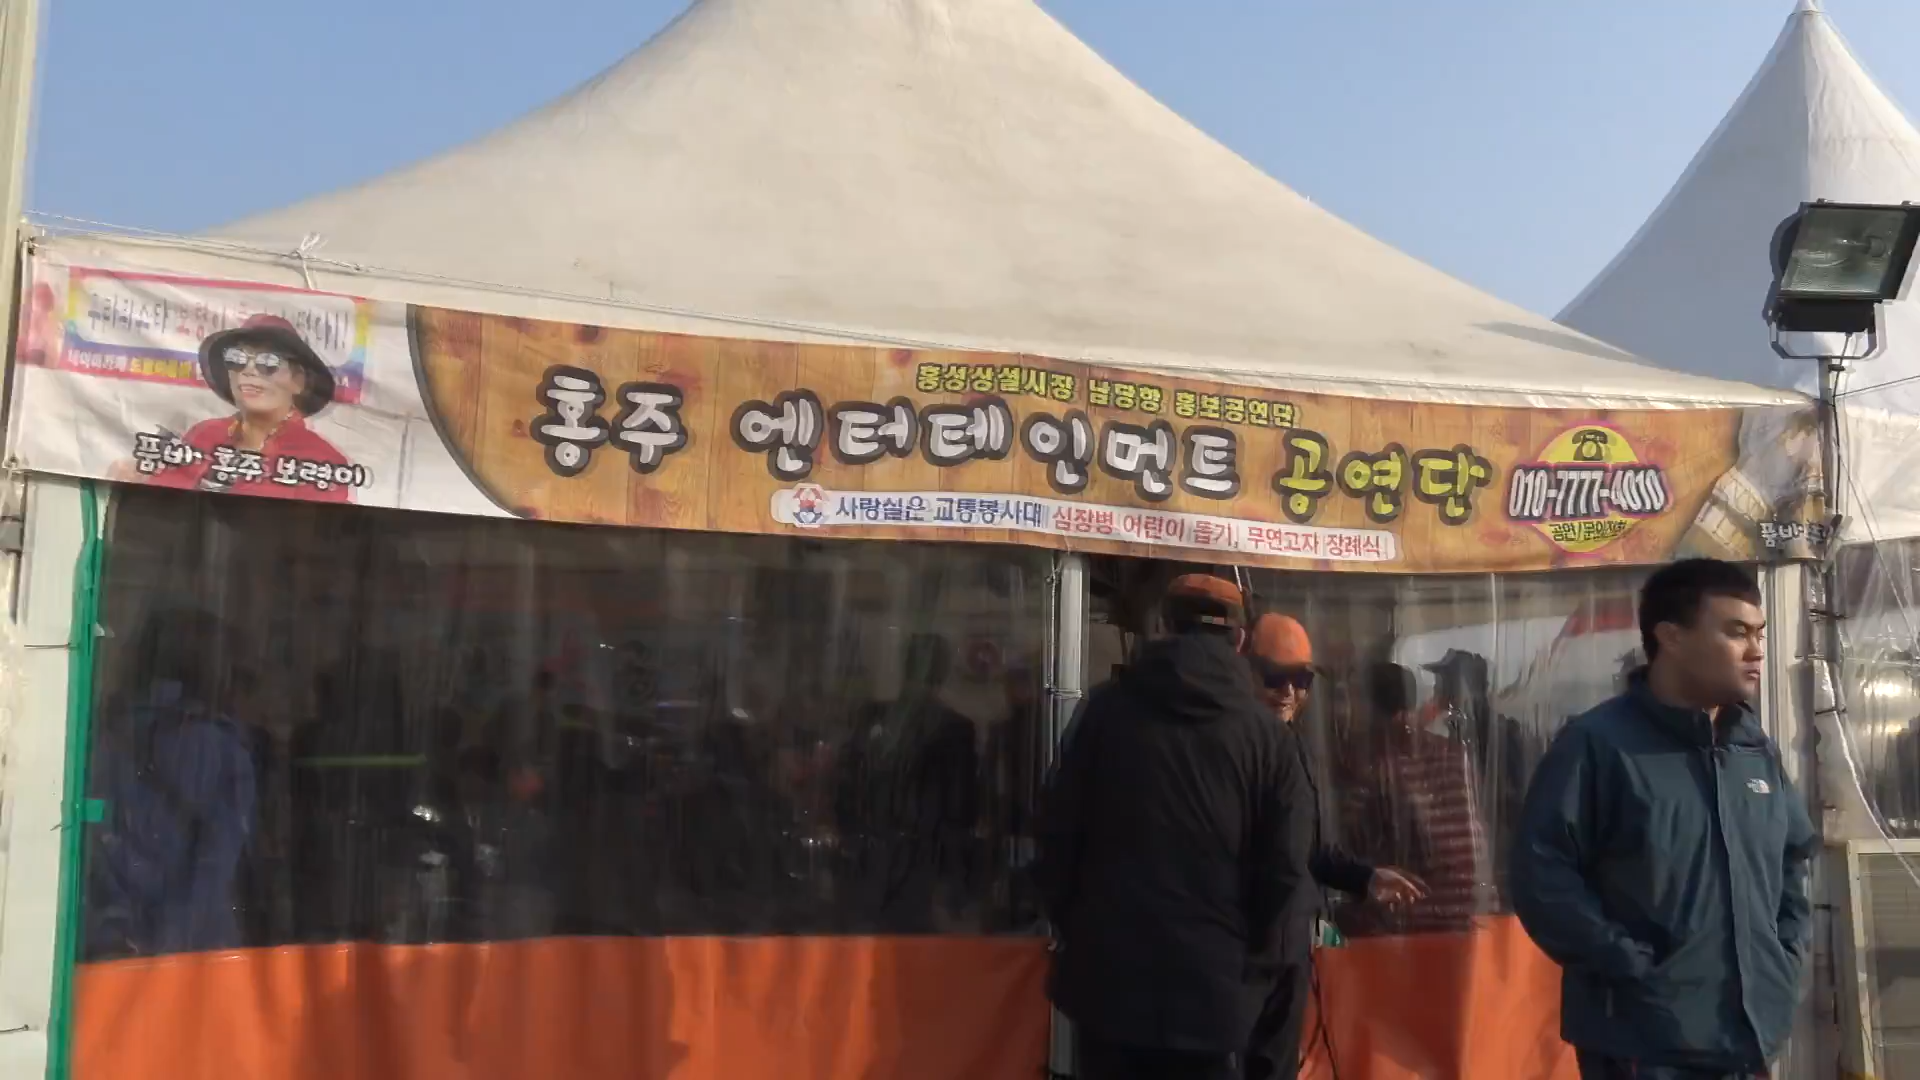 품바 홍주 보령이
홍성상설시장 남당항 홍보공연단
홍주 엔터테인먼트 공연단
사랑실은 교통봉사대 심장병 어린이 돕기, 무연고자 장례식
010-7777-4010
품바